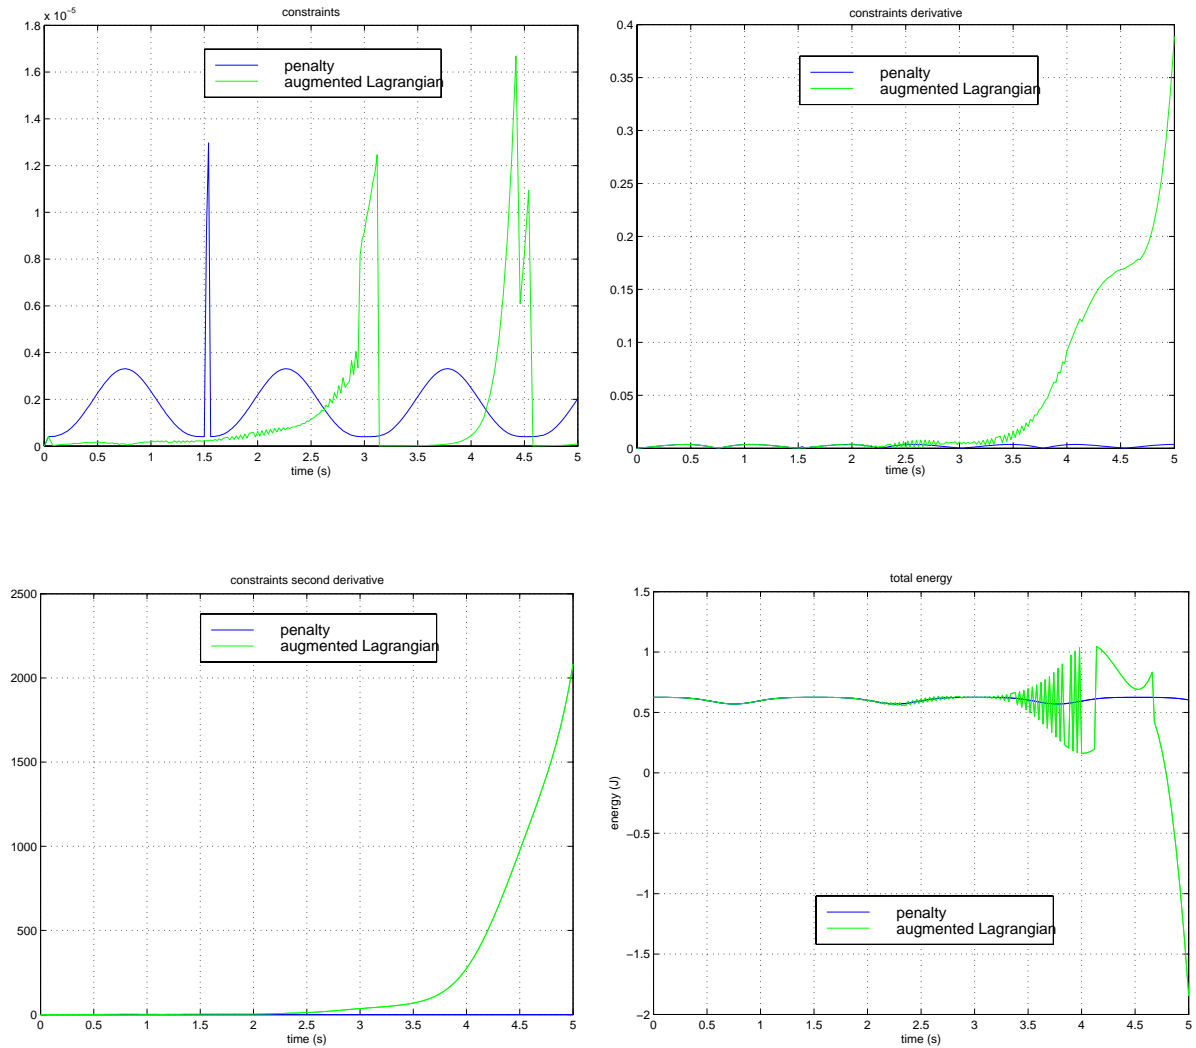 constraints
x 10⁻⁵
1.8
1.6
1.4
1.2
1
0.8
0.6
0.4
0.2
0
penalty
augmented Lagrangian
0 0.5 1 1.5 2 2.5 3 3.5 4 4.5 5
time (s)
constraints derivative
0.4
0.35
0.3
0.25
0.2
0.15
0.1
0.05
0
penalty
augmented Lagrangian
0 0.5 1 1.5 2 2.5 3 3.5 4 4.5 5
time (s)
constraints second derivative
2500
2000
1500
1000
500
0
penalty
augmented Lagrangian
0 0.5 1 1.5 2 2.5 3 3.5 4 4.5 5
time (s)
total energy
1.5
1
0.5
0
−0.5
−1
−1.5
−2
energy (J)
penalty
augmented Lagrangian
0 0.5 1 1.5 2 2.5 3 3.5 4 4.5 5
time (s)